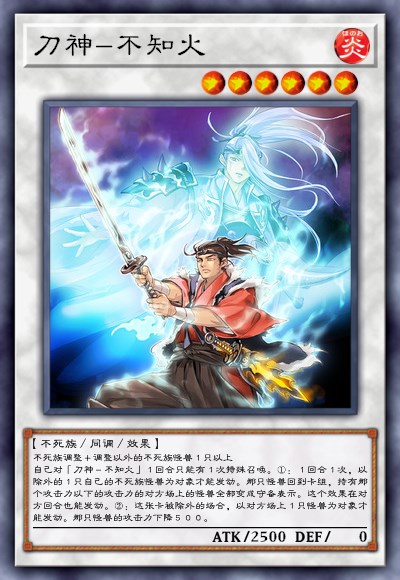 刀神-不知火
ほのお
炎
【不死族/同调/效果】
不死族调整+调整以外的不死族怪兽1只以上
自己对「刀神-不知火」1回合只能有1次特殊召唤。①:1回合1次,以
除外的1只自己的不死族怪兽为对象才能发动。那只怪兽回到卡组,持有那
个攻击力以下的攻击力的对方场上的怪兽全部变成守备表示。这个效果在对
方回合也能发动。②:这张卡被除外的场合,以对方场上1只怪兽为对象才
能发动。那只怪兽的攻击力下降500。
ATK/2500 DEF/ 0